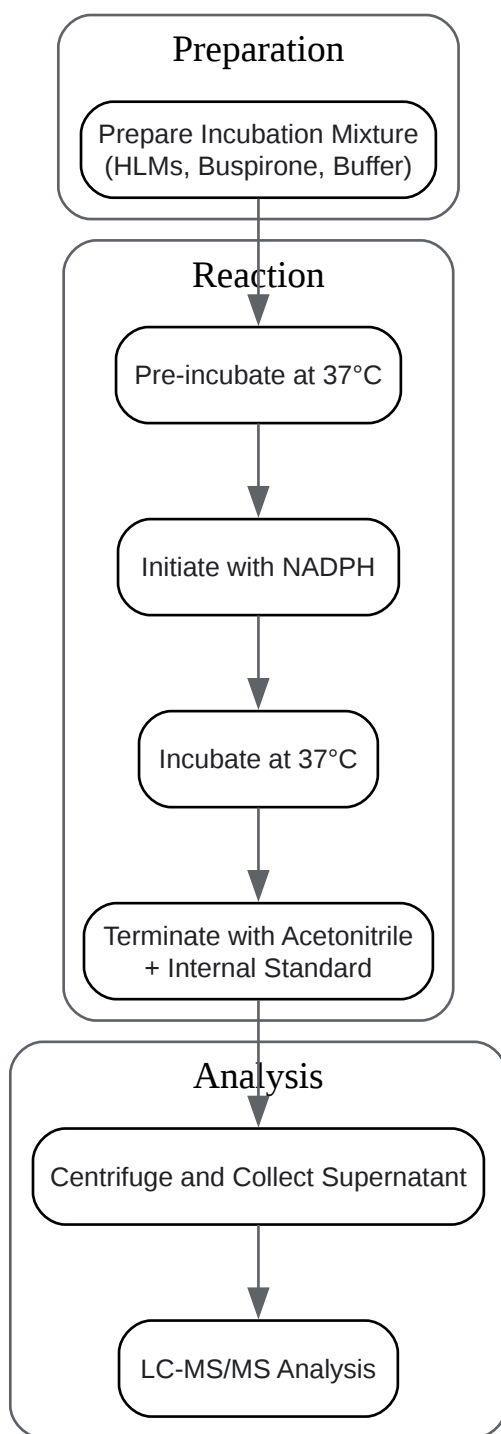 Preparation
Prepare Incubation Mixture
(HLMs, Buspirone, Buffer)
Reaction
Pre-incubate at 37°C
Initiate with NADPH
Incubate at 37°C
Terminate with Acetonitrile
+ Internal Standard
Analysis
Centrifuge and Collect Supernatant
LC-MS/MS Analysis